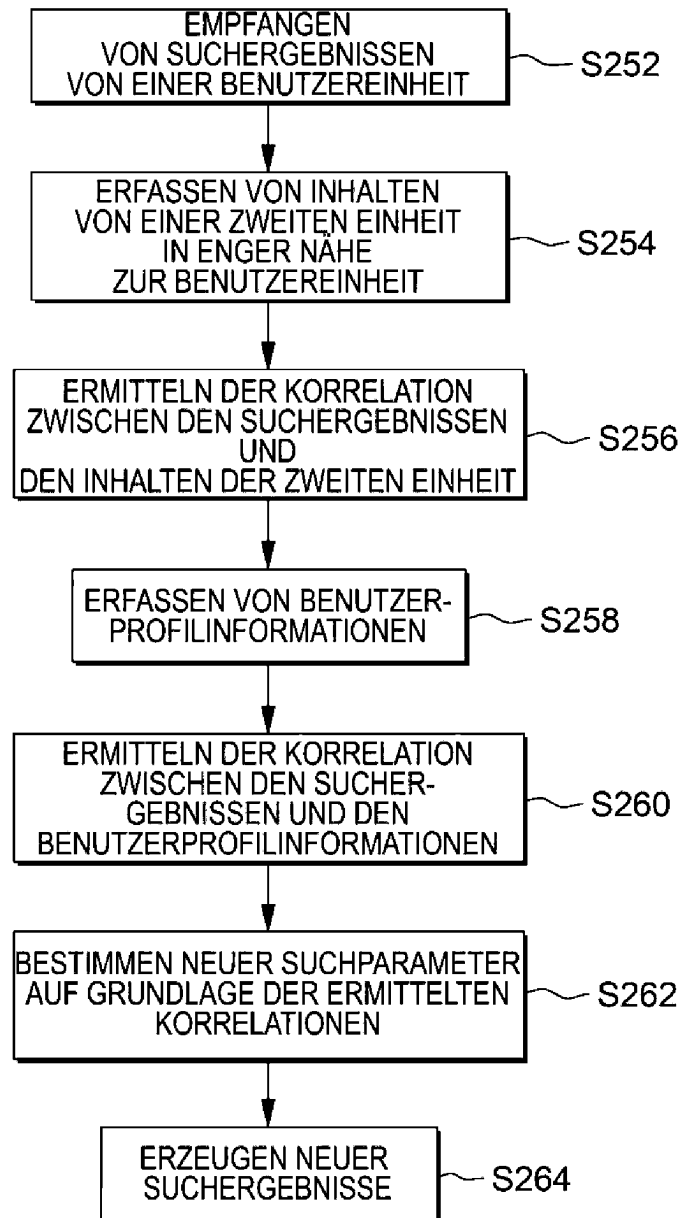 EMPFANGEN
VON SUCHERGEBNISSEN
VON EINER BENUTZEREINHEIT
S252
ERFASSEN VON INHALTEN
VON EINER ZWEITEN EINHEIT
IN ENGER NÄHE
ZUR BENUTZEREINHEIT
S254
ERMITTELN DER KORRELATION
ZWISCHEN DEN SUCHERGEBNISSEN
UND
DEN INHALTEN DER ZWEITEN EINHEIT
S256
ERFASSEN VON BENUTZER-
PROFILINFORMATIONEN
S258
ERMITTELN DER KORRELATION
ZWISCHEN DEN SUCHER-
GEBNISSEN UND DEN
BENUTZERPROFILINFORMATIONEN
S260
BESTIMMEN NEUER SUCHPARAMETER
AUF GRUNDLAGE DER ERMITTELTEN
KORRELATIONEN
S262
ERZEUGEN NEUER
SUCHERGEBNISSE
S264